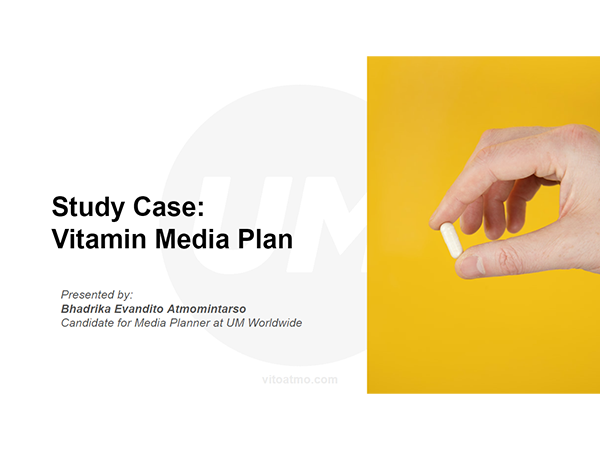 UM
Study Case:
Vitamin Media Plan
Presented by:
Bhadrika Evandito Atmomintarso
Candidate for Media Planner at UM Worldwide
vitoatmo.com